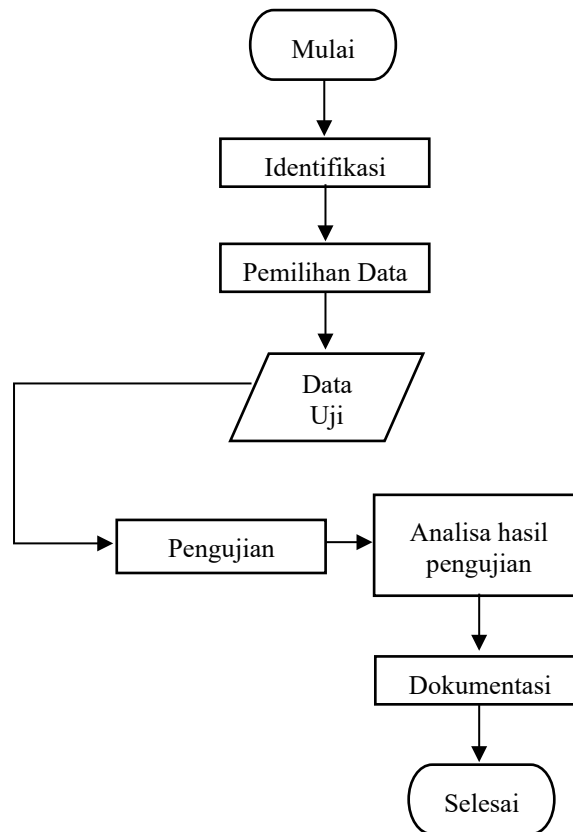 Mulai
Identifikasi
Pemilihan Data
Data
Uji
Pengujian
Analisa hasil
pengujian
Dokumentasi
Selesai